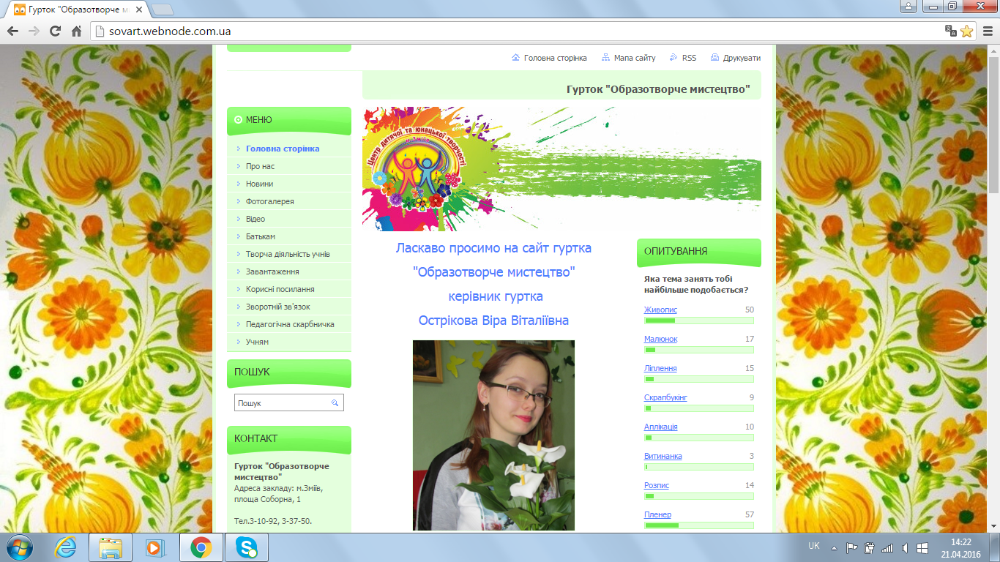 Гурток "Образотворче м
sovart.webnode.com.ua
Головна сторінка
Мапа сайту
RSS
Друкувати
Гурток "Образотворче мистецтво"
Центр дитячої та юнацької творчості
м. Зміїв
МЕНЮ
Головна сторінка
Про нас
Новини
Фотогалерея
Відео
Батькам
Творча діяльність учнів
Завантаження
Корисні посилання
Зворотній зв'язок
Педагогічна скарбничка
Учням
ПОШУК
Пошук
КОНТАКТ
Гурток "Образотворче
мистецтво"
Адреса закладу: м.Зміїв,
площа Соборна, 1
Тел.3-10-92, 3-37-50.
Ласкаво просимо на сайт гуртка
"Образотворче мистецтво"
керівник гуртка
Острікова Віра Віталіївна
ОПИТУВАННЯ
Яка тема занять тобі
найбільше подобається?
Живопис 50
Малюнок 17
Ліплення 15
Скрапбукінг 9
Аплікація 10
Витинанка 3
Розпис 14
Пленер 57
UK
14:22
21.04.2016